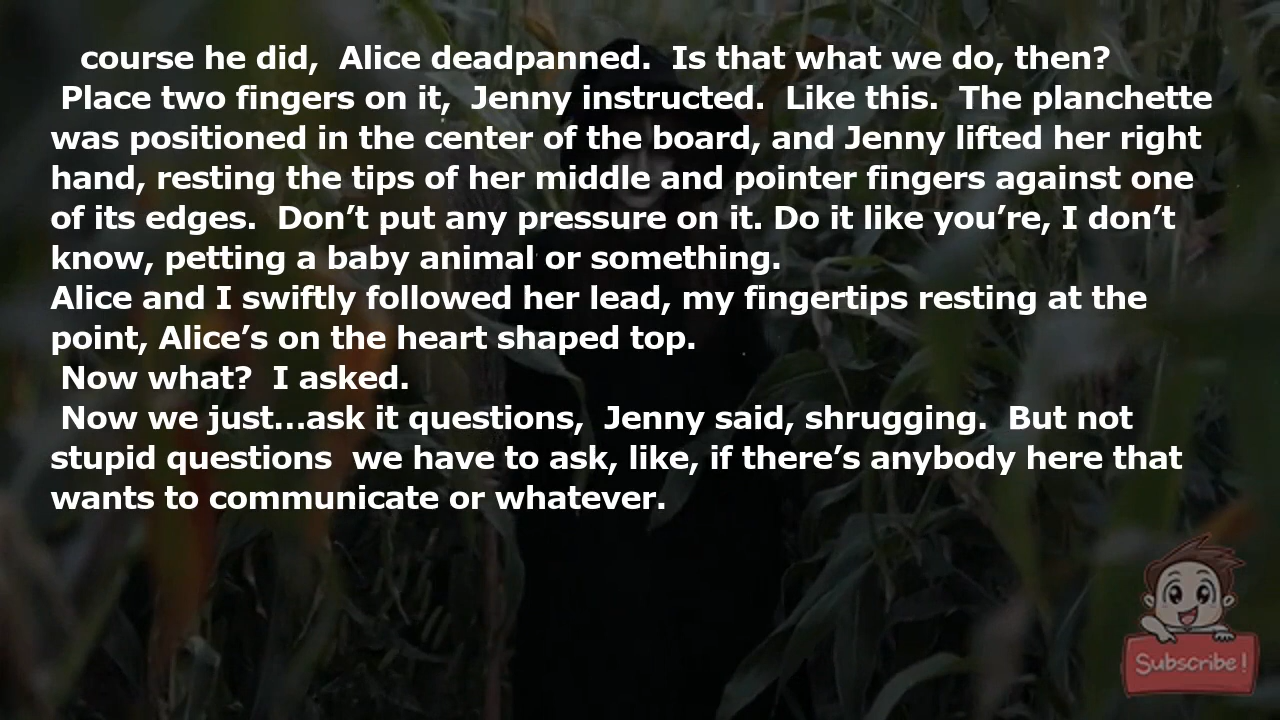 course he did,  Alice deadpanned.  Is that what we do, then?
Place two fingers on it,  Jenny instructed.  Like this.  The planchette
was positioned in the center of the board, and Jenny lifted her right
hand, resting the tips of her middle and pointer fingers against one
of its edges.  Don’t put any pressure on it. Do it like you’re, I don’t
know, petting a baby animal or something.
Alice and I swiftly followed her lead, my fingertips resting at the
point, Alice’s on the heart shaped top.
Now what?  I asked.
Now we just...ask it questions,  Jenny said, shrugging.  But not
stupid questions  we have to ask, like, if there’s anybody here that
wants to communicate or whatever.
Subscribe!